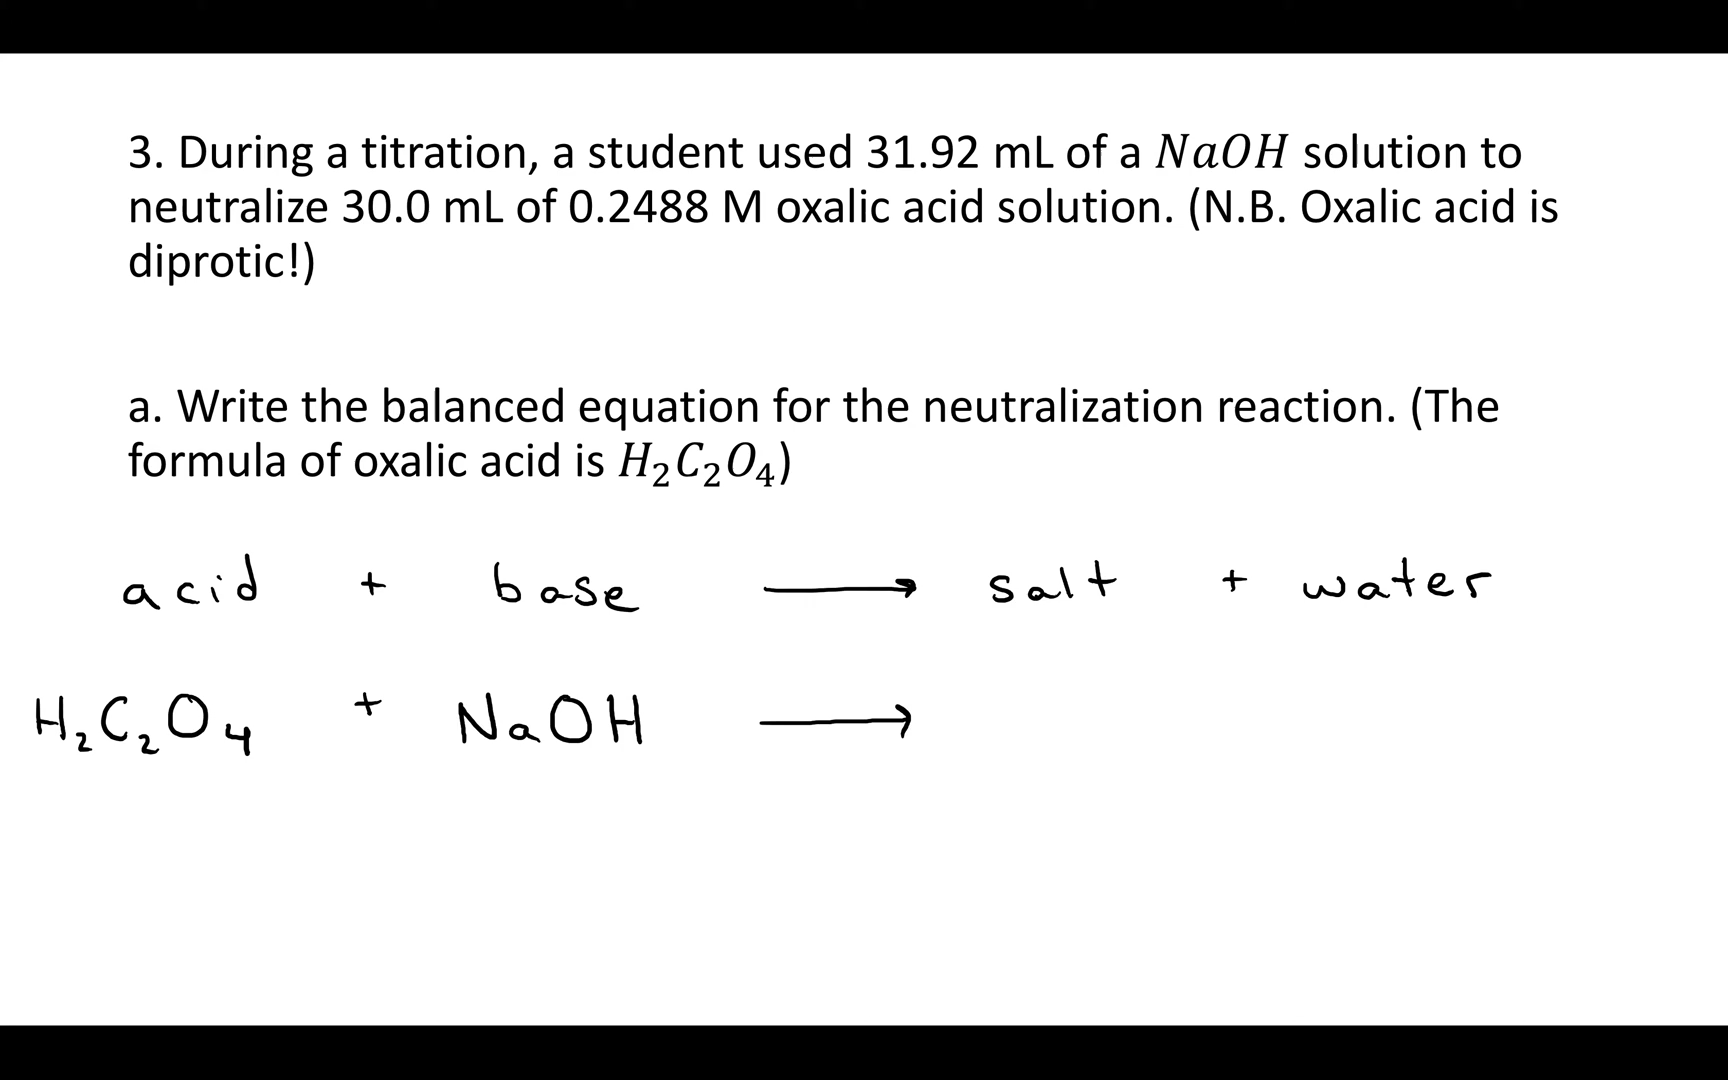 3. During a titration, a student used 31.92 mL of a NaOH solution to
neutralize 30.0 mL of 0.2488 M oxalic acid solution. (N.B. Oxalic acid is
diprotic!)
a. Write the balanced equation for the neutralization reaction. (The
formula of oxalic acid is H₂C₂O₄)
acid + base → salt + water
H₂C₂O₄ + NaOH →